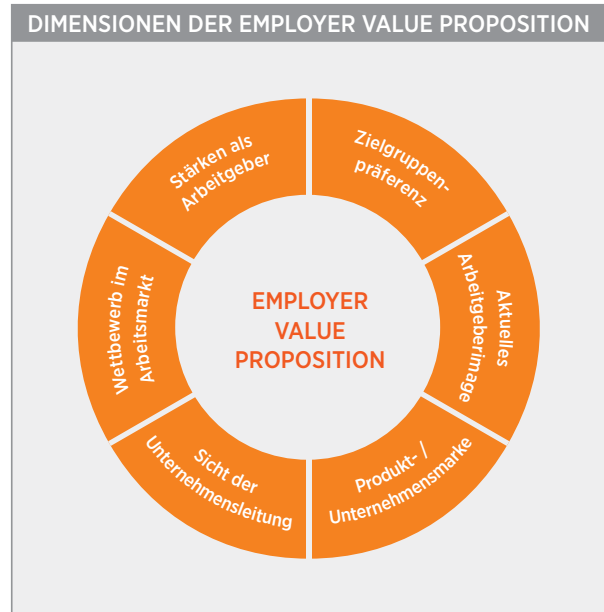 DIMENSIONEN DER EMPLOYER VALUE PROPOSITION
Stärken als
Arbeitgeber
Zielgruppen-
präferenz
Aktuelles
Arbeitgeberimage
Produkt- /
Unternehmensmarke
Sicht der
Unternehmensleitung
Wettbewerb im
Arbeitsmarkt
EMPLOYER
VALUE
PROPOSITION